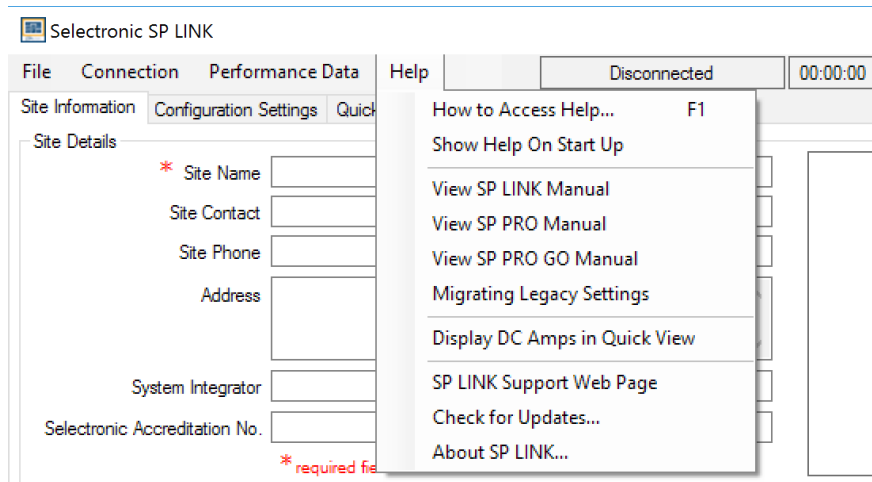 Selectronic SP LINK
File Connection Performance Data Help Disconnected 00:00:00
Site Information Configuration Settings Quick
How to Access Help... F1
Show Help On Start Up
View SP LINK Manual
View SP PRO Manual
View SP PRO GO Manual
Migrating Legacy Settings
Display DC Amps in Quick View
SP LINK Support Web Page
Check for Updates...
About SP LINK...
Site Details
* Site Name
Site Contact
Site Phone
Address
System Integrator
Selectronic Accreditation No.
* required fie